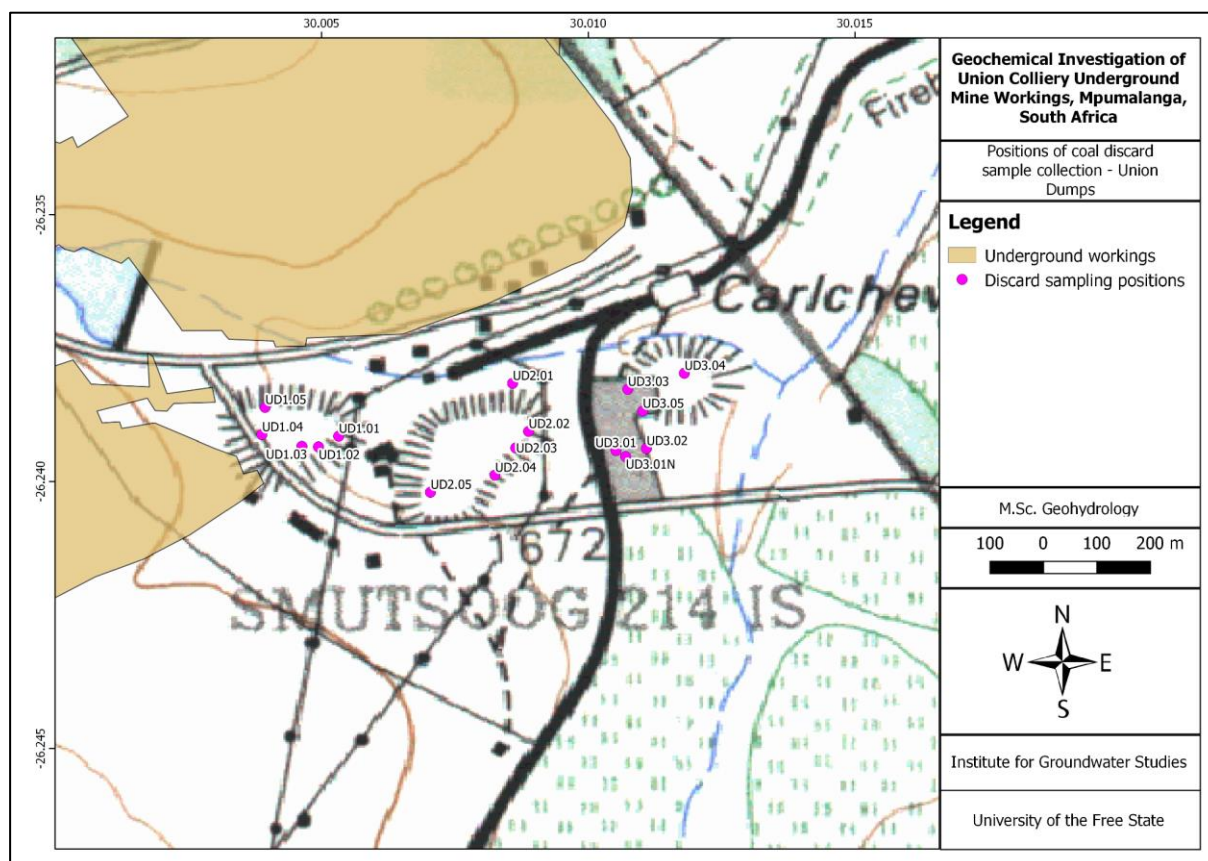 30.005
30.010
30.015
-26.235
-26.240
-26.245
Fireb
Carlchew
UD2.01
UD3.04
UD3.03
UD1.05
UD3.05
UD1.04
UD1.01
UD2.02
UD1.03
UD1.02
UD2.03
UD3.01
UD3.02
UD3.01N
UD2.04
UD2.05
1672
SMUTSOOG 214 IS
Geochemical Investigation of
Union Colliery Underground
Mine Workings, Mpumalanga,
South Africa
Positions of coal discard
sample collection - Union
Dumps
Legend
Underground workings
Discard sampling positions
M.Sc. Geohydrology
100 0 100 200 m
N
W E
S
Institute for Groundwater Studies
University of the Free State